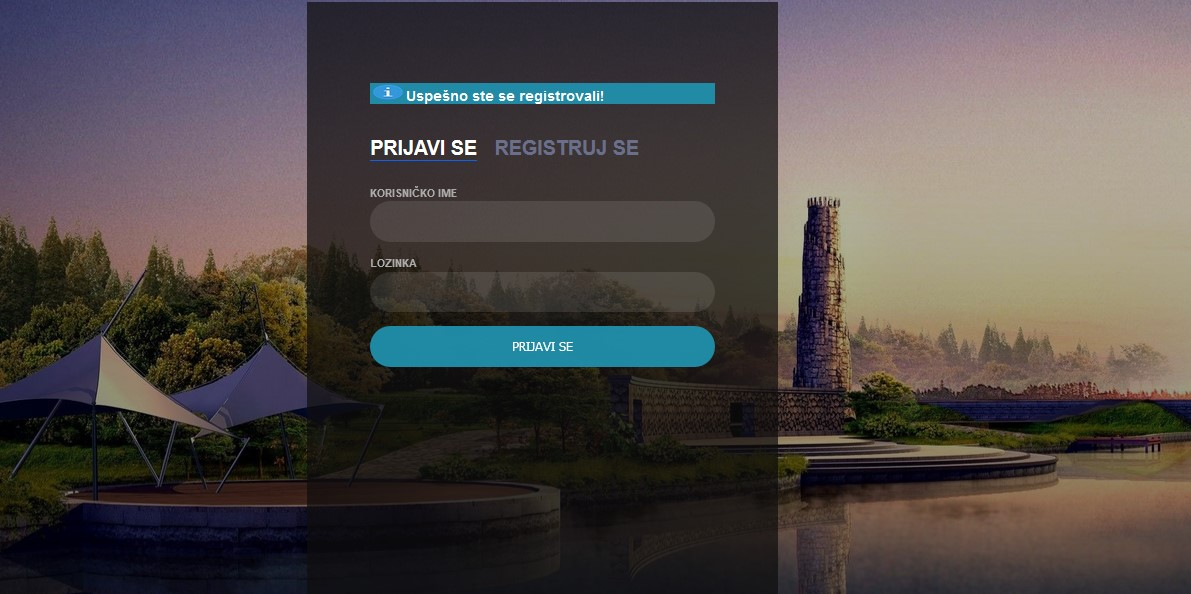 i Uspešno ste se registrovali!
PRIJAVI SE REGISTRUJ SE
KORISNIČKO IME
LOZINKA
PRIJAVI SE